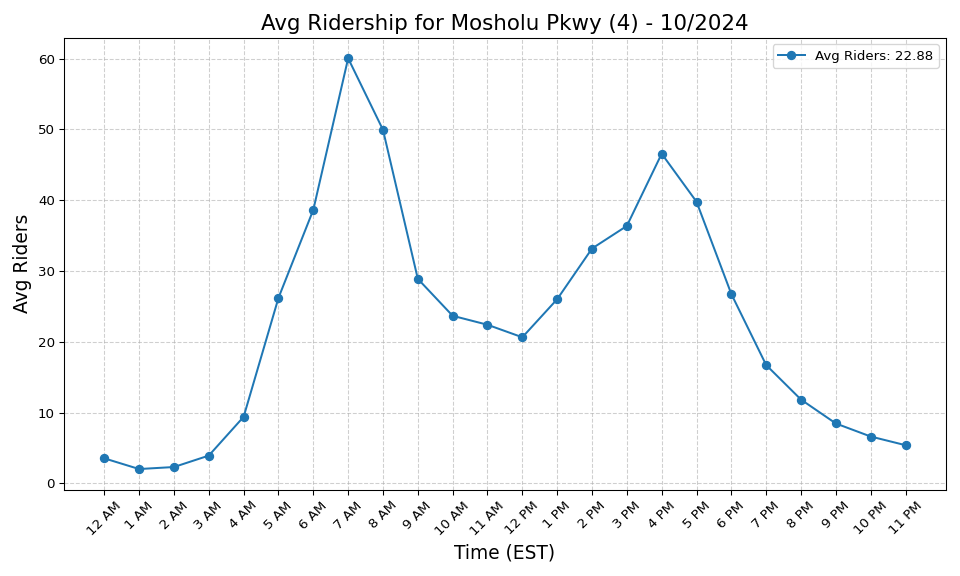 Avg Ridership for Mosholu Pkwy (4) - 10/2024
Avg Riders: 22.88
Avg Riders
60
50
40
30
20
10
0
12 AM
1 AM
2 AM
3 AM
4 AM
5 AM
6 AM
7 AM
8 AM
9 AM
10 AM
11 AM
12 PM
1 PM
2 PM
3 PM
4 PM
5 PM
6 PM
7 PM
8 PM
9 PM
10 PM
11 PM
Time (EST)